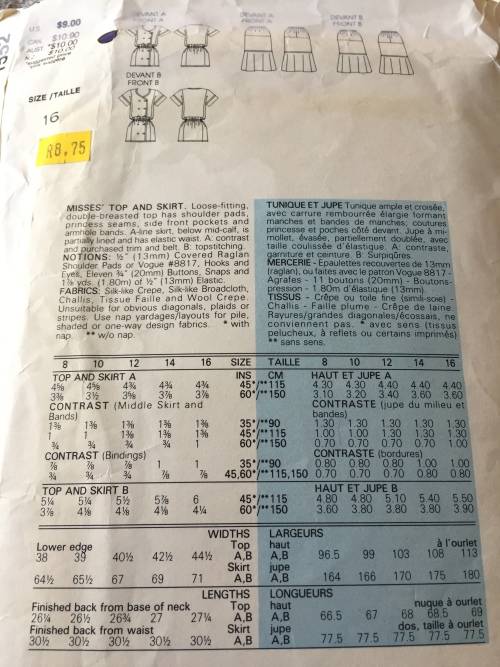 1552
U.S. $9.00
CAN. $10.90
AUST. *$10.00
N.Z. $10.00
*suggested price
DEVANT A
FRONT A
DEVANT A
FRONT A
DEVANT B
FRONT B
DEVANT B
FRONT B
SIZE/TAILLE
16
R8,75
MISSES' TOP AND SKIRT. Loose-fitting,
double-breasted top has shoulder pads,
princess seams, side front pockets and
armhole bands. A-line skirt, below mid-calf, is
partially lined and has elastic waist. A: contrast
and purchased trim and belt. B: topstitching.
NOTIONS: ½" (13mm) Covered Raglan
Shoulder Pads or Vogue #8817, Hooks and
Eyes, Eleven ¾" (20mm) Buttons, Snaps and
1⅞ yds. (1.80m) of ½" (13mm) Elastic.
FABRICS: Silk-like Crepe, Silk-like Broadcloth,
Challis, Tissue Faille and Wool Crepe.
Unsuitable for obvious diagonals, plaids or
stripes. Use nap yardages/layouts for pile,
shaded or one-way design fabrics. * with
nap. ** w/o nap.
TUNIQUE ET JUPE Tunique ample et croisée,
avec carrure rembourrée élargie formant
manches et bandes de manches, coutures
princesse et poches côté devant. Jupe à mi-
mollet, évasée, partiellement doublée, avec
taille coulissée d'élastique. A: contraste,
garniture et ceinture. B: Surpiqûres.
MERCERIE - Epaulettes recouvertes de 13mm
(raglan), ou faites avec le patron Vogue 8817 -
Agrafes - 11 boutons (20mm) - Boutons-
pression - 1.80m d'élastique (13mm).
TISSUS - Crêpe ou toile fine (simili-soie) -
Challis - Faille plume - Crêpe de laine.
Rayures/grandes diagonales/écossais, ne
conviennent pas. * avec sens (tissus
pelucheux, à reflets ou certains imprimés)
** sans sens.
8 10 12 14 16 SIZE TAILLE 8 10 12 14 16
TOP AND SKIRT A INS CM HAUT ET JUPE A
4⅝ 4⅝ 4¾ 4¾ 4¾ 45*/**115 4.30 4.30 4.40 4.40 4.40
3⅜ 3½ 3⅝ 3⅞ 3⅞ 60*/**150 3.10 3.20 3.40 3.60 3.60
CONTRAST (Middle Skirt and
Bands)
CONTRASTE (jupe du milieu et
bandes)
1⅜ 1⅜ 1⅜ 1⅜ 1⅜ 35*/**90 1.30 1.30 1.30 1.30 1.30
1 1 1⅜ 1⅜ 1⅜ 45*/**115 1.00 1.00 1.30 1.30 1.30
¾ ¾ ¾ ¾ 1 60*/**150 0.70 0.70 0.70 0.70 1.00
CONTRAST (Bindings) CONTRASTE (bordures)
⅞ ⅞ ⅞ 1 1 35*/**90 0.80 0.80 0.80 1.00 1.00
¾ ¾ ¾ ⅞ ⅞ 45,60*/**115,150 0.70 0.70 0.70 0.80 0.80
TOP AND SKIRT B HAUT ET JUPE B
5¼ 5¼ 5½ 5⅞ 6 45*/**115 4.80 4.80 5.10 5.40 5.50
3⅞ 4⅛ 4⅛ 4⅛ 4¼ 60*/**150 3.60 3.80 3.80 3.80 3.90
WIDTHS LARGEURS
Lower edge Top haut à l'ourlet
38 39 40½ 42½ 44½ A,B A,B 96.5 99 103 108 113
Skirt jupe
64½ 65½ 67 69 71 A,B A,B 164 166 170 175 180
LENGTHS LONGUEURS
Finished back from base of neck Top haut nuque à ourlet
26¼ 26½ 26¾ 27 27¼ A,B A,B 66.5 67 68 68.5 69
Finished back from waist Skirt jupe dos, taille à ourlet
30½ 30½ 30½ 30½ 30½ A,B A,B 77.5 77.5 77.5 77.5 77.5